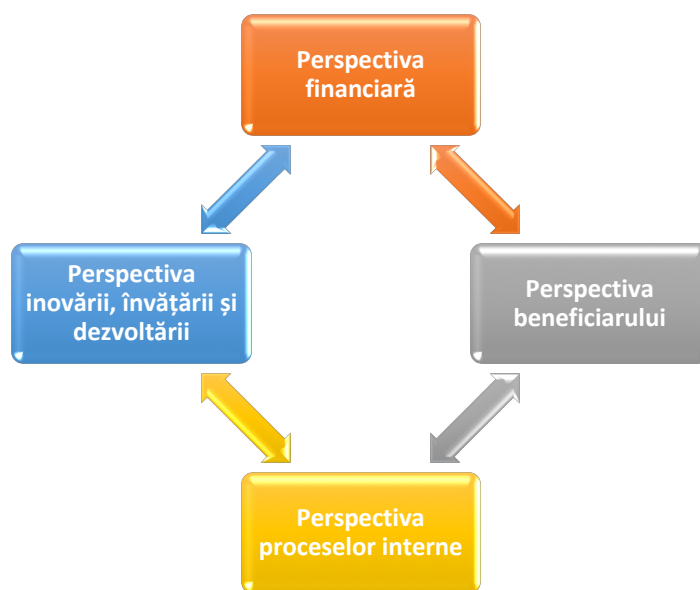 Perspectiva
financiară
Perspectiva
inovării, învățării și
dezvoltării
Perspectiva
beneficiarului
Perspectiva
proceselor interne